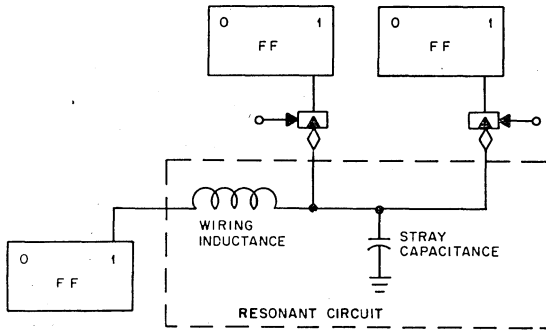 0 1
FF
0 1
FF
WIRING
INDUCTANCE
STRAY
CAPACITANCE
0 1
FF
RESONANT CIRCUIT